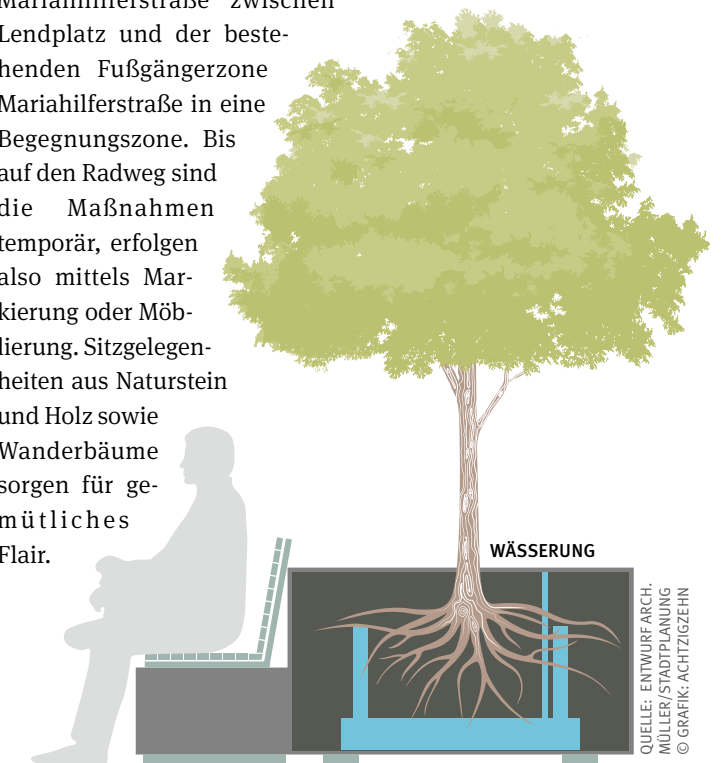 Mariahilferstraße zwischen
Lendplatz und der beste-
henden Fußgängerzone
Mariahilferstraße in eine
Begegnungszone. Bis
auf den Radweg sind
die Maßnahmen
temporär, erfolgen
also mittels Mar-
kierung oder Möb-
lierung. Sitzgelegen-
heiten aus Naturstein
und Holz sowie
Wanderbäume
sorgen für ge-
mütliches
Flair.
WÄSSERUNG
QUELLE: ENTWURF ARCH.
MÜLLER/STADTPLANUNG
© GRAFIK: ACHTZIGZEHN